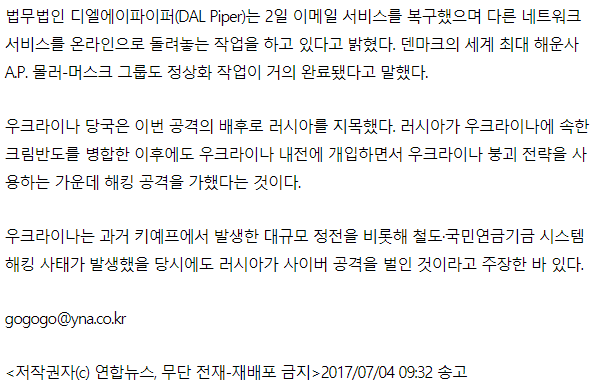 법무법인 디엘에이파이퍼(DAL Piper)는 2일 이메일 서비스를 복구했으며 다른 네트워크
서비스를 온라인으로 돌려놓는 작업을 하고 있다고 밝혔다. 덴마크의 세계 최대 해운사
A.P. 몰러-머스크 그룹도 정상화 작업이 거의 완료됐다고 말했다.
우크라이나 당국은 이번 공격의 배후로 러시아를 지목했다. 러시아가 우크라이나에 속한
크림반도를 병합한 이후에도 우크라이나 내전에 개입하면서 우크라이나 붕괴 전략을 사
용하는 가운데 해킹 공격을 가했다는 것이다.
우크라이나는 과거 키예프에서 발생한 대규모 정전을 비롯해 철도·국민연금기금 시스템
해킹 사태가 발생했을 당시에도 러시아가 사이버 공격을 벌인 것이라고 주장한 바 있다.
gogogo@yna.co.kr
<저작권자(c) 연합뉴스, 무단 전재-재배포 금지>2017/07/04 09:32 송고